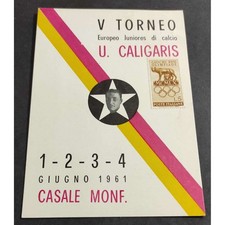 V TORNEO
Europeo Juniores di calcio
U. CALIGARIS
1-2-3-4
GIUGNO 1961
CASALE MONF.